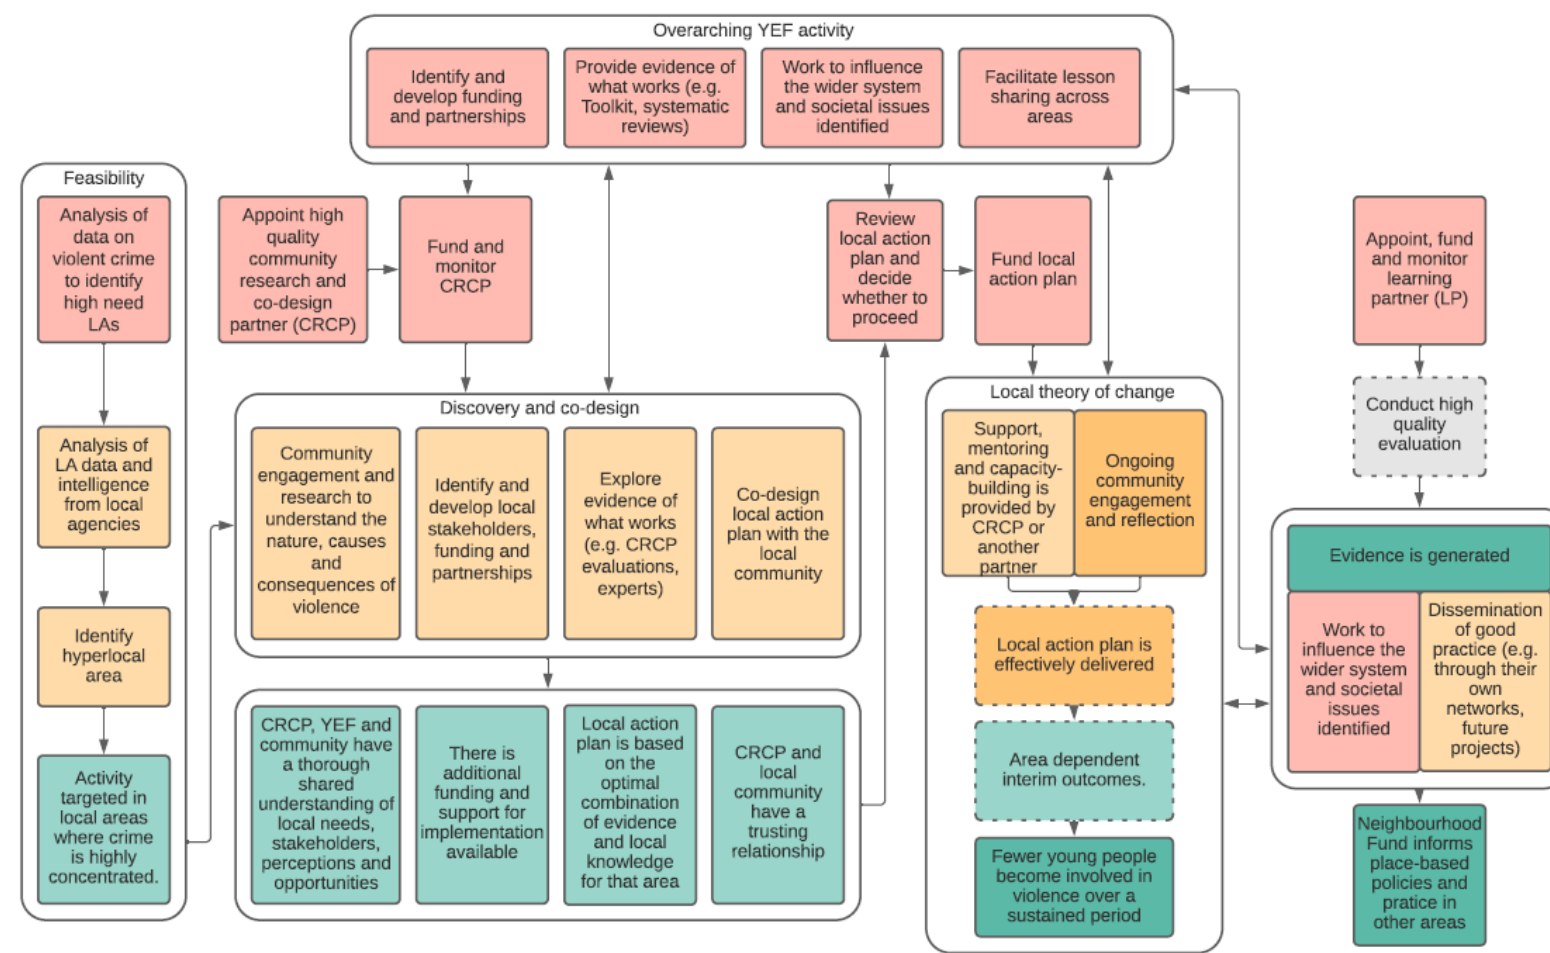 Overarching YEF activity
Identify and
develop funding
and partnerships
Provide evidence of
what works (e.g.
Toolkit, systematic
reviews)
Work to influence
the wider system
and societal issues
identified
Facilitate lesson
sharing across
areas
Feasibility
Analysis of
data on
violent crime
to identify
high need
LAs
Analysis of
LA data and
intelligence
from local
agencies
Identify
hyperlocal
area
Activity
targeted in
local areas
where crime
is highly
concentrated.
Appoint high
quality
community
research and
co-design
partner (CRCP)
Fund and
monitor
CRCP
Review
local action
plan and
decide
whether to
proceed
Fund local
action plan
Appoint, fund
and monitor
learning
partner (LP)
Discovery and co-design
Community
engagement and
research to
understand the
nature, causes
and
consequences of
violence
Identify and
develop local
stakeholders,
funding and
partnerships
Explore
evidence of
what works
(e.g. CRCP
evaluations,
experts)
Co-design
local action
plan with the
local
community
CRCP, YEF and
community have
a thorough
shared
understanding of
local needs,
stakeholders,
perceptions and
opportunities
There is
additional
funding and
support for
implementation
available
Local action
plan is based
on the
optimal
combination
of evidence
and local
knowledge
for that area
CRCP and
local
community
have a
trusting
relationship
Local theory of change
Support,
mentoring
and capacity-
building is
provided by
CRCP or
another
partner
Ongoing
community
engagement
and reflection
Local action plan is
effectively delivered
Area dependent
interim outcomes.
Fewer young people
become involved in
violence over a
sustained period
Conduct high
quality
evaluation
Evidence is generated
Work to
influence the
wider system
and societal
issues
identified
Dissemination
of good
practice (e.g.
through their
own
networks,
future
projects)
Neighbourhood
Fund informs
place-based
policies and
pratice in
other areas